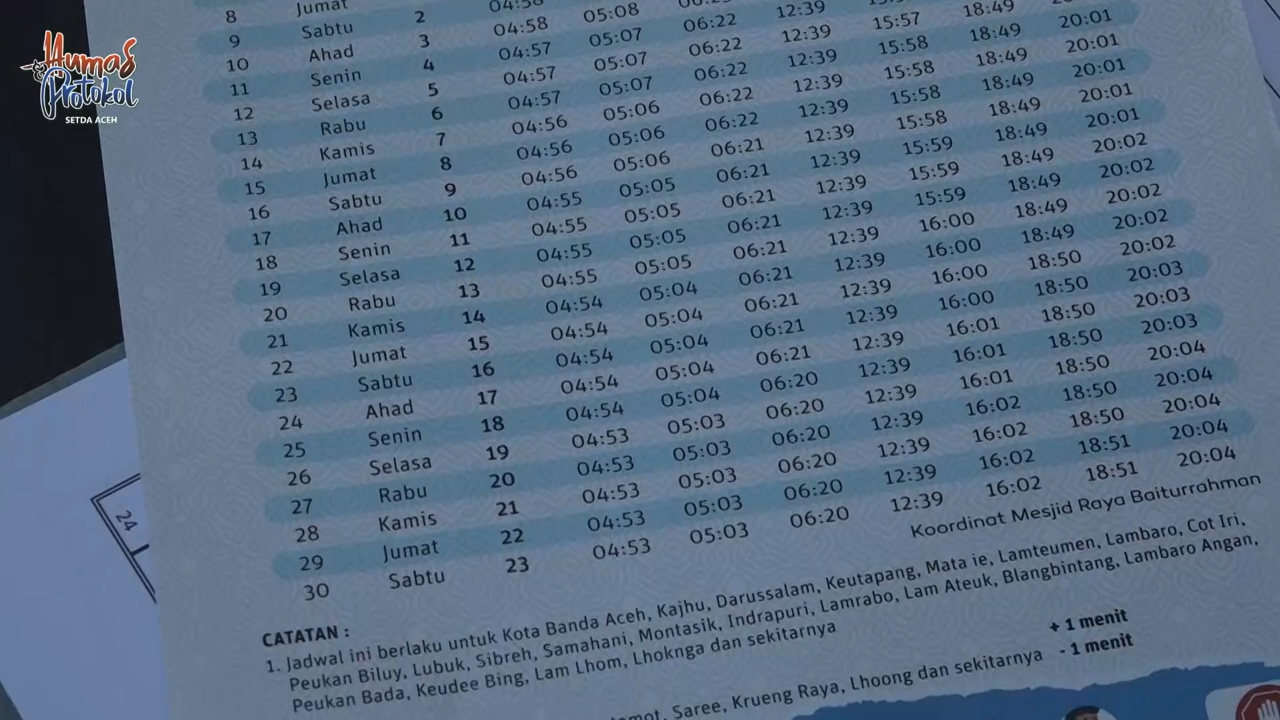 8 Jumat
9 Sabtu 2 04:58
10 Ahad 3 04:58 05:08
11 Senin 4 04:57 05:07 06:22 12:39
12 Selasa 5 04:57 05:07 06:22 12:39 15:57 18:49
13 Rabu 6 04:57 05:07 06:22 12:39 15:58 18:49 20:01
14 Kamis 7 04:56 05:06 06:22 12:39 15:58 18:49 20:01
15 Jumat 8 04:56 05:06 06:22 12:39 15:58 18:49 20:01
16 Sabtu 9 04:56 05:06 06:21 12:39 15:58 18:49 20:01
17 Ahad 10 04:55 05:05 06:21 12:39 15:59 18:49 20:01
18 Senin 11 04:55 05:05 06:21 12:39 15:59 18:49 20:02
19 Selasa 12 04:55 05:05 06:21 12:39 15:59 18:49 20:02
20 Rabu 13 04:55 05:05 06:21 12:39 16:00 18:49 20:02
21 Kamis 14 04:54 05:04 06:21 12:39 16:00 18:49 20:02
22 Jumat 15 04:54 05:04 06:21 12:39 16:00 18:50 20:02
23 Sabtu 16 04:54 05:04 06:21 12:39 16:00 18:50 20:03
24 Ahad 17 04:54 05:04 06:21 12:39 16:01 18:50 20:03
25 Senin 18 04:54 05:04 06:20 12:39 16:01 18:50 20:03
26 Selasa 19 04:53 05:03 06:20 12:39 16:01 18:50 20:04
27 Rabu 20 04:53 05:03 06:20 12:39 16:02 18:50 20:04
28 Kamis 21 04:53 05:03 06:20 12:39 16:02 18:50 20:04
29 Jumat 22 04:53 05:03 06:20 12:39 16:02 18:51 20:04
30 Sabtu 23 04:53 05:03 06:20 12:39 16:02 18:51 20:04
Koordinat Mesjid Raya Baiturrahman
CATATAN :
1. Jadwal ini berlaku untuk Kota Banda Aceh, Kajhu, Darussalam, Keutapang, Mata ie, Lamteumen, Lambaro, Cot Iri,
Peukan Biluy, Lubuk, Sibreh, Samahani, Montasik, Indrapuri, Lamrabo, Lam Ateuk, Blangbintang, Lambaro Angan,
Peukan Bada, Keudee Bing, Lam Lhom, Lhoknga dan sekitarnya
+ 1 menit
Saree, Krueng Raya, Lhoong dan sekitarnya - 1 menit
24
Humas
Protokol
SETDA ACEH